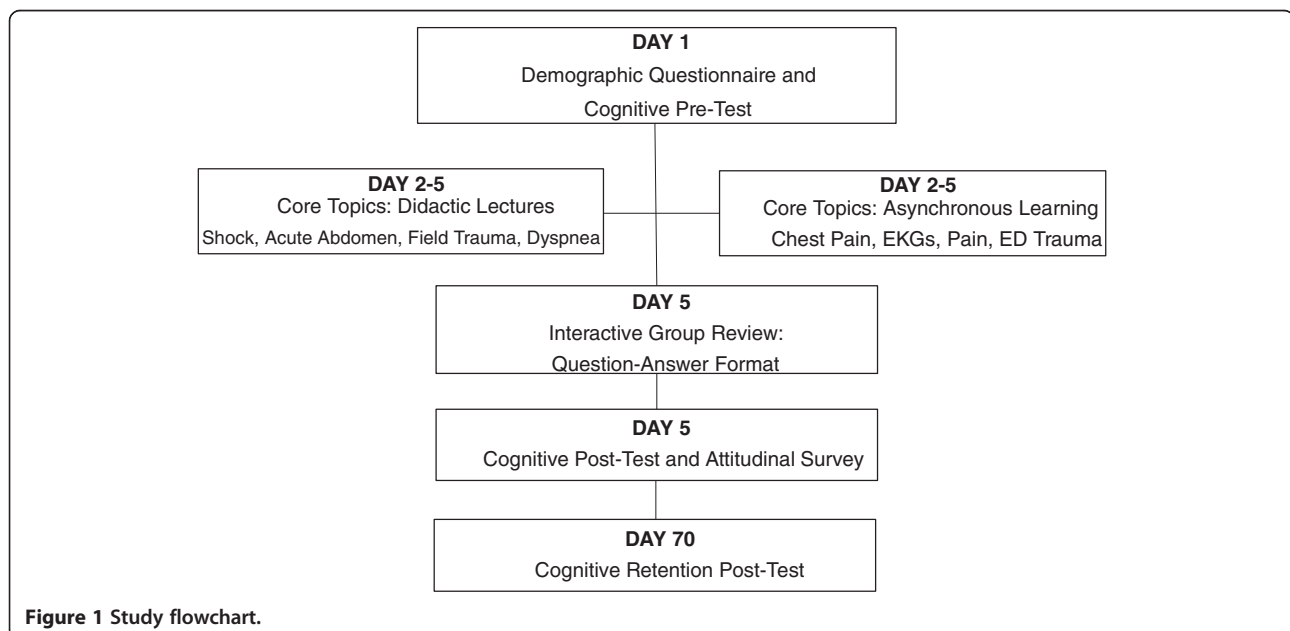 DAY 1
Demographic Questionnaire and
Cognitive Pre-Test
DAY 2-5
Core Topics: Didactic Lectures
Shock, Acute Abdomen, Field Trauma, Dyspnea
DAY 2-5
Core Topics: Asynchronous Learning
Chest Pain, EKGs, Pain, ED Trauma
DAY 5
Interactive Group Review:
Question-Answer Format
DAY 5
Cognitive Post-Test and Attitudinal Survey
DAY 70
Cognitive Retention Post-Test
Figure 1 Study flowchart.